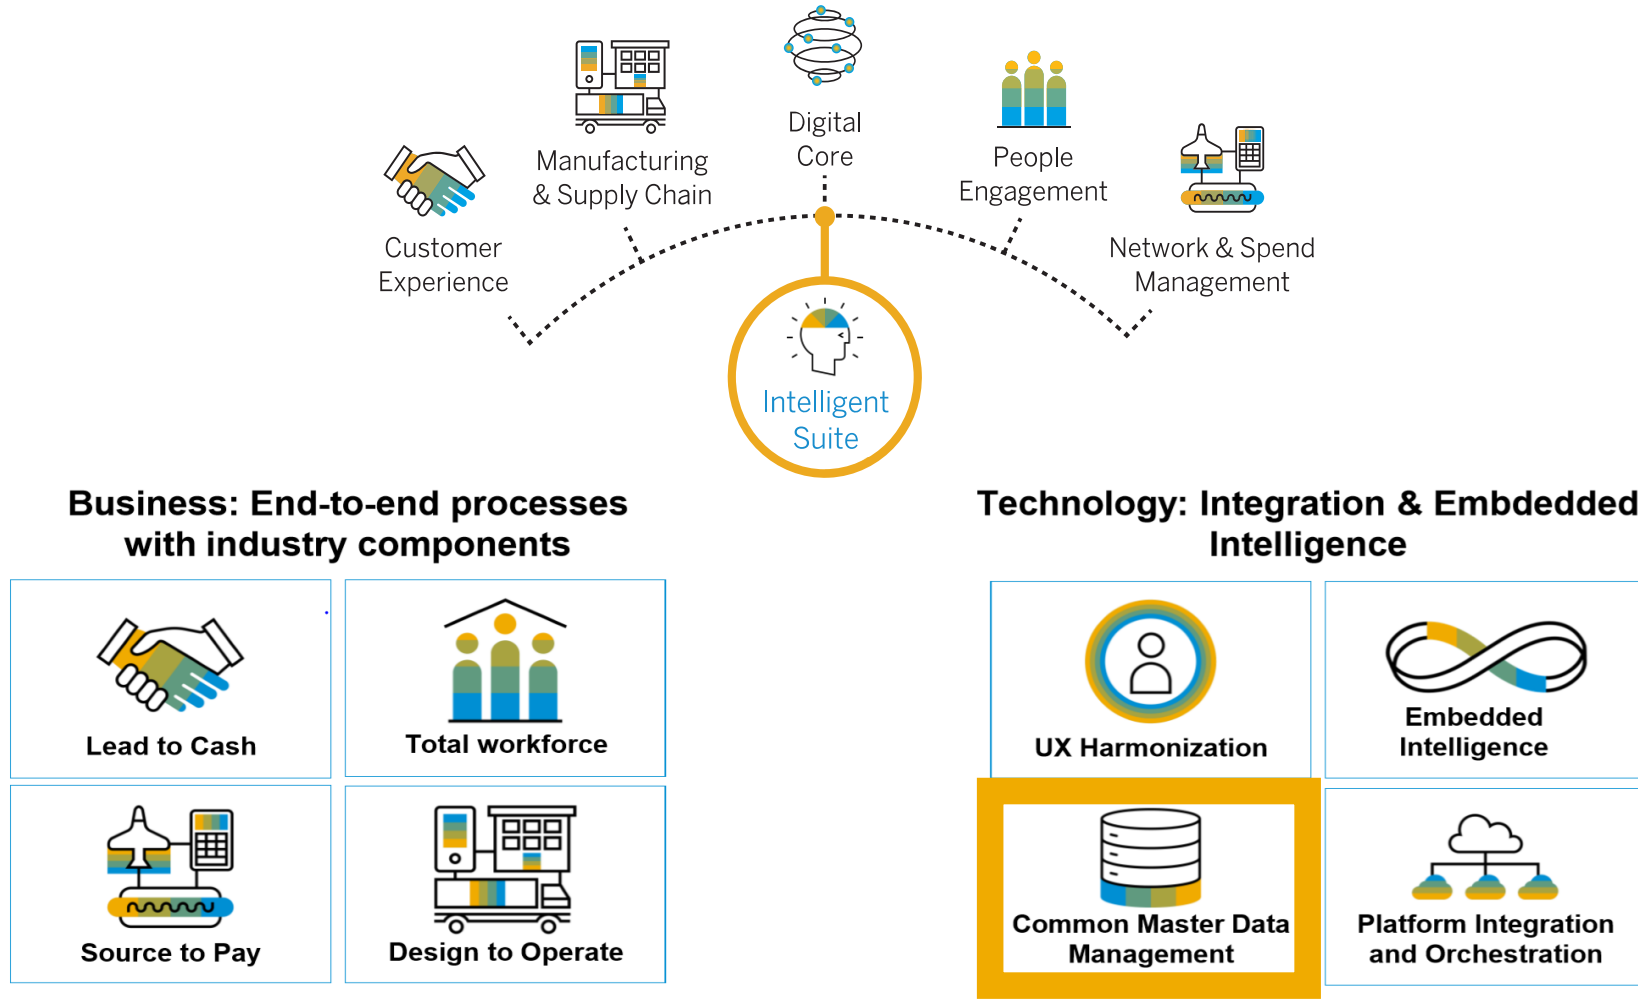 Digital
Core
Manufacturing
& Supply Chain
People
Engagement
Customer
Experience
Network & Spend
Management
Intelligent
Suite
Business: End-to-end processes
with industry components
Technology: Integration & Embdedded
Intelligence
Lead to Cash
Total workforce
UX Harmonization
Embedded
Intelligence
Source to Pay
Design to Operate
Common Master Data
Management
Platform Integration
and Orchestration